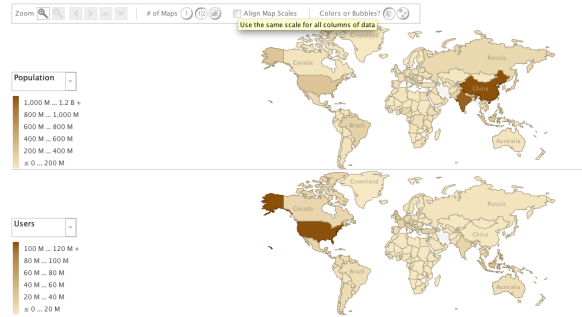 Zoom # of Maps 1 1|2 Align Map Scales Colors or Bubbles?
Use the same scale for all columns of data
Greenland
Canada
Russia
China
Brazil
Australia
Population
1,000 M ... 1.2 B +
800 M ... 1,000 M
600 M ... 800 M
400 M ... 600 M
200 M ... 400 M
≤ 0 ... 200 M
Greenland
Canada
Russia
China
Brazil
Australia
Users
100 M ... 120 M +
80 M ... 100 M
60 M ... 80 M
40 M ... 60 M
20 M ... 40 M
≤ 0 ... 20 M